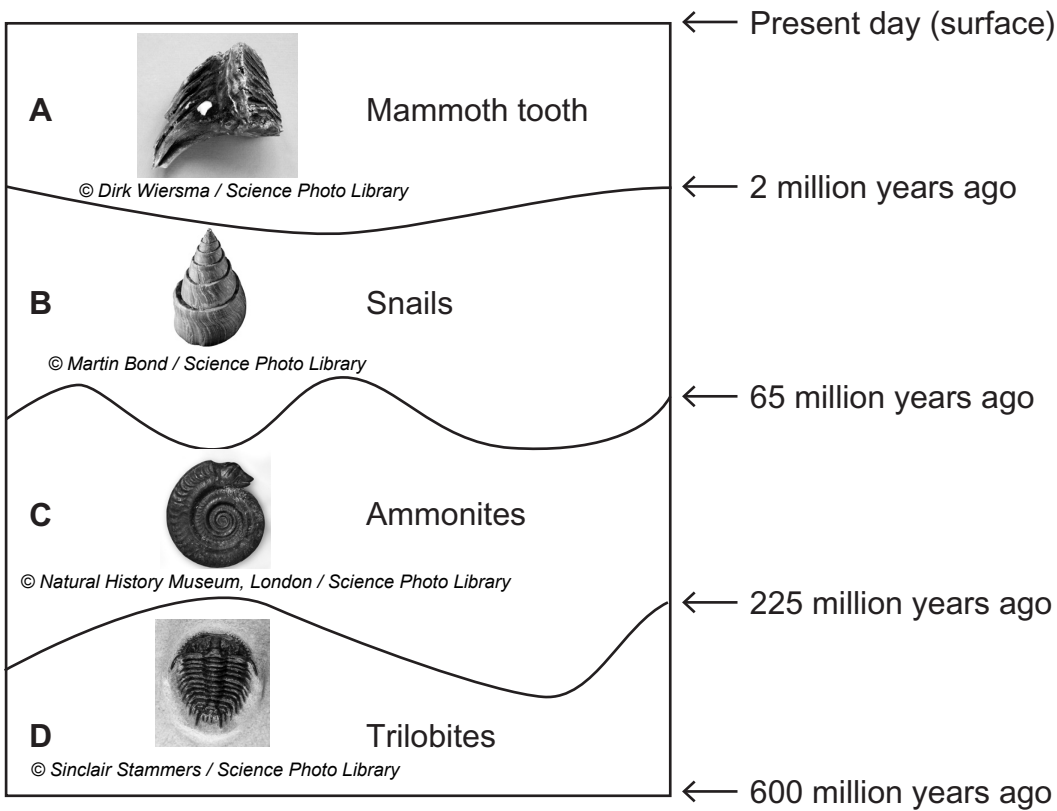 Present day (surface)
A
Mammoth tooth
© Dirk Wiersma / Science Photo Library
2 million years ago
B
Snails
© Martin Bond / Science Photo Library
65 million years ago
C
Ammonites
© Natural History Museum, London / Science Photo Library
225 million years ago
D
Trilobites
© Sinclair Stammers / Science Photo Library
600 million years ago